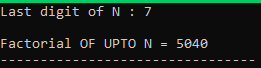 Last digit of N : 7
Factorial OF UPTO N = 5040
--------------------------------